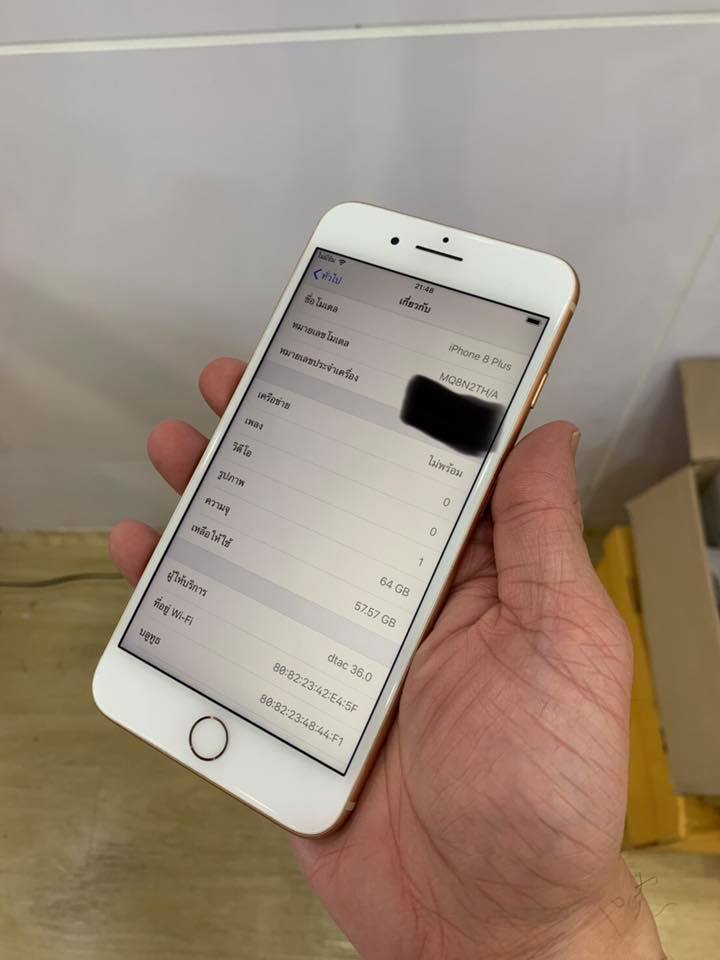 ไม่มีซิม
21:48
ทั่วไป
เกี่ยวกับ
ชื่อโมเดล iPhone 8 Plus
หมายเลขโมเดล MQ8N2TH/A
หมายเลขประจำเครื่อง
เครือข่าย ไม่พร้อม
เพลง 0
วิดีโอ 0
รูปภาพ 1
ความจุ 64 GB
เหลือให้ใช้ 57.57 GB
ผู้ให้บริการ dtac 36.0
ที่อยู่ Wi-Fi 80:82:23:42:E4:5F
บลูทูธ 80:82:23:48:44:F1